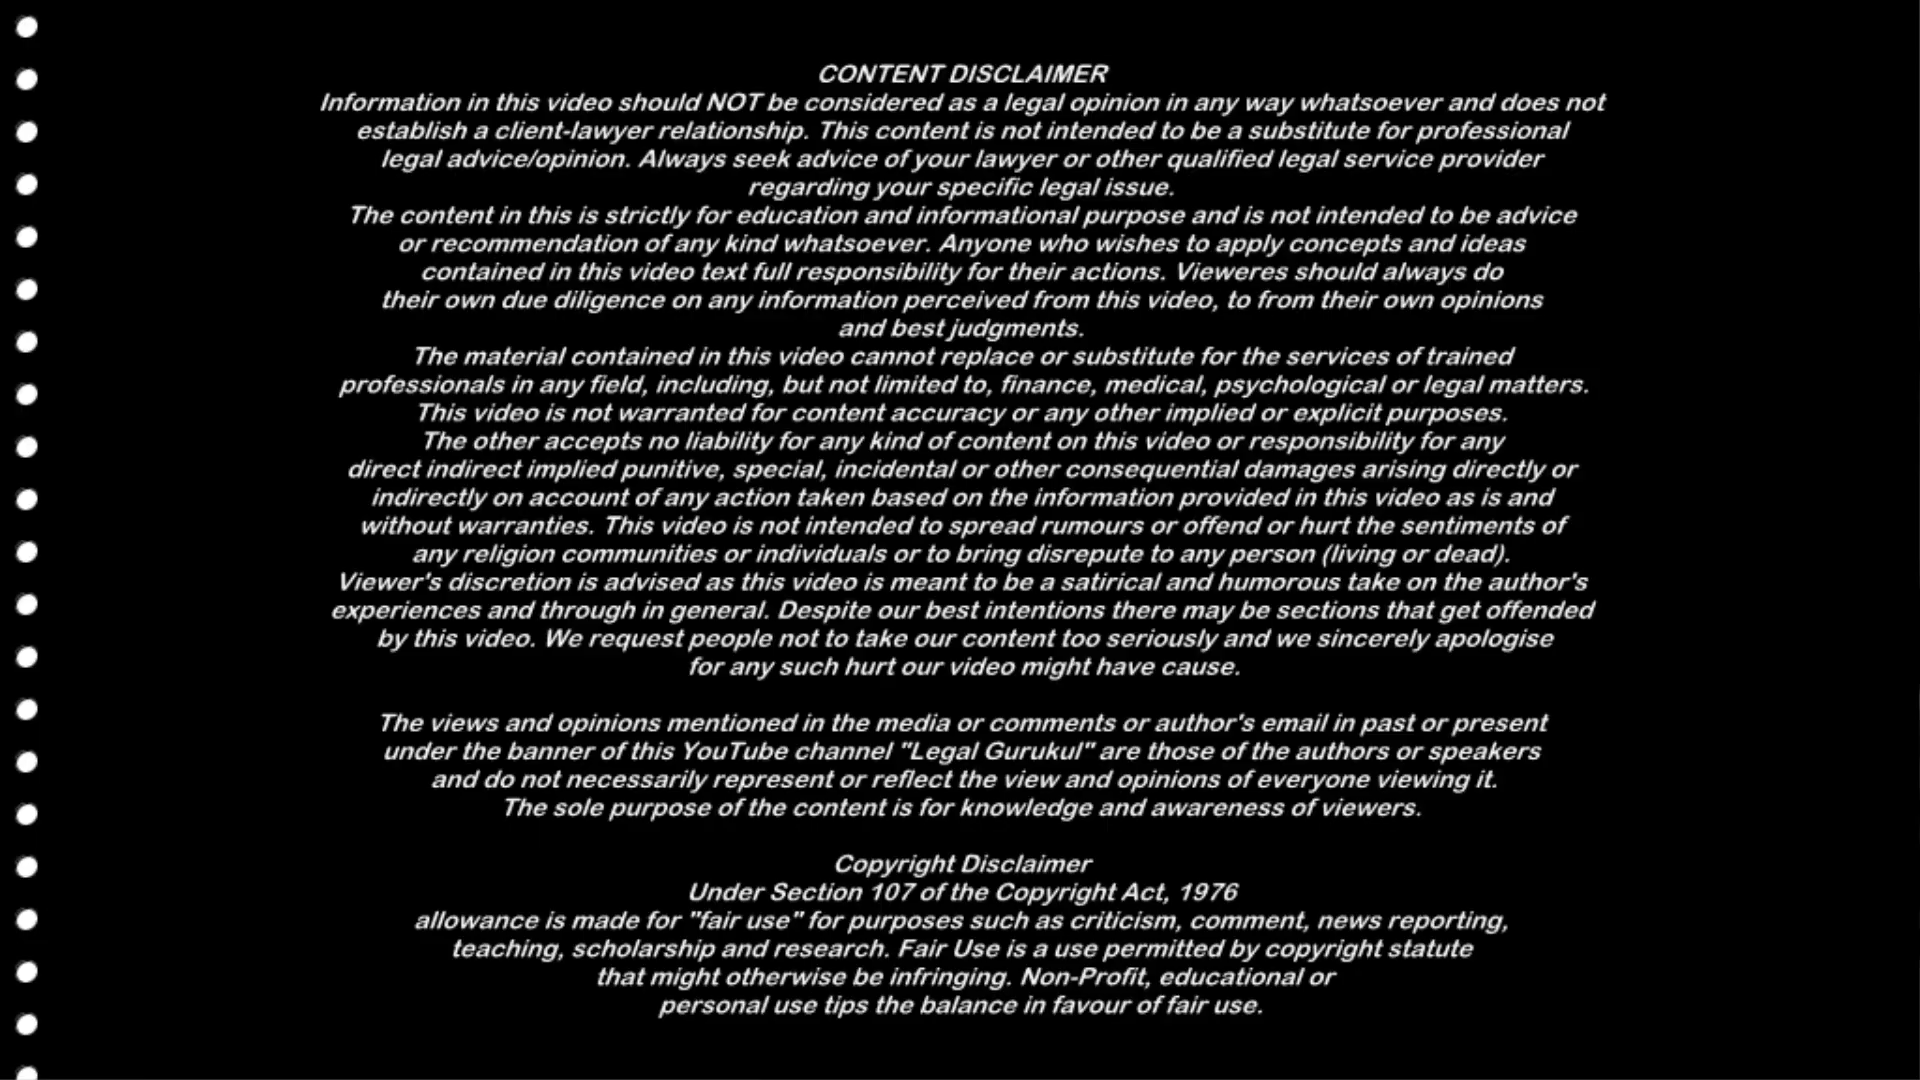 CONTENT DISCLAIMER
Information in this video should NOT be considered as a legal opinion in any way whatsoever and does not
establish a client-lawyer relationship. This content is not intended to be a substitute for professional
legal advice/opinion. Always seek advice of your lawyer or other qualified legal service provider
regarding your specific legal issue.
The content in this is strictly for education and informational purpose and is not intended to be advice
or recommendation of any kind whatsoever. Anyone who wishes to apply concepts and ideas
contained in this video text full responsibility for their actions. Vieweres should always do
their own due diligence on any information perceived from this video, to from their own opinions
and best judgments.
The material contained in this video cannot replace or substitute for the services of trained
professionals in any field, including, but not limited to, finance, medical, psychological or legal matters.
This video is not warranted for content accuracy or any other implied or explicit purposes.
The other accepts no liability for any kind of content on this video or responsibility for any
direct indirect implied punitive, special, incidental or other consequential damages arising directly or
indirectly on account of any action taken based on the information provided in this video as is and
without warranties. This video is not intended to spread rumours or offend or hurt the sentiments of
any religion communities or individuals or to bring disrepute to any person (living or dead).
Viewer's discretion is advised as this video is meant to be a satirical and humorous take on the author's
experiences and through in general. Despite our best intentions there may be sections that get offended
by this video. We request people not to take our content too seriously and we sincerely apologise
for any such hurt our video might have cause.
The views and opinions mentioned in the media or comments or author's email in past or present
under the banner of this YouTube channel "Legal Gurukul" are those of the authors or speakers
and do not necessarily represent or reflect the view and opinions of everyone viewing it.
The sole purpose of the content is for knowledge and awareness of viewers.
Copyright Disclaimer
Under Section 107 of the Copyright Act, 1976
allowance is made for "fair use" for purposes such as criticism, comment, news reporting,
teaching, scholarship and research. Fair Use is a use permitted by copyright statute
that might otherwise be infringing. Non-Profit, educational or
personal use tips the balance in favour of fair use.